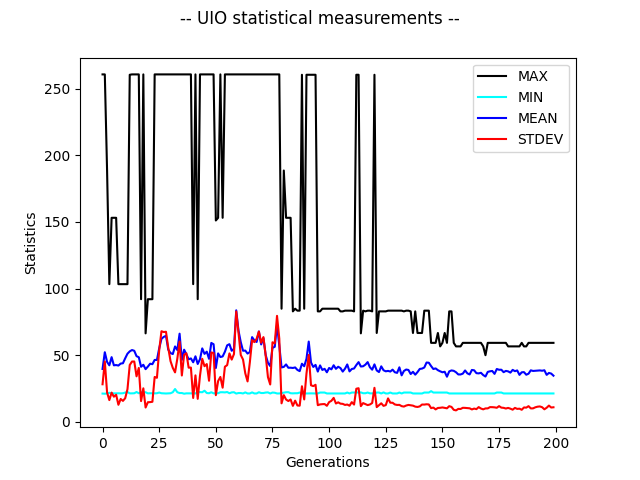 -- UIO statistical measurements --
MAX
MIN
MEAN
STDEV
Statistics
250
200
150
100
50
0
0 25 50 75 100 125 150 175 200
Generations